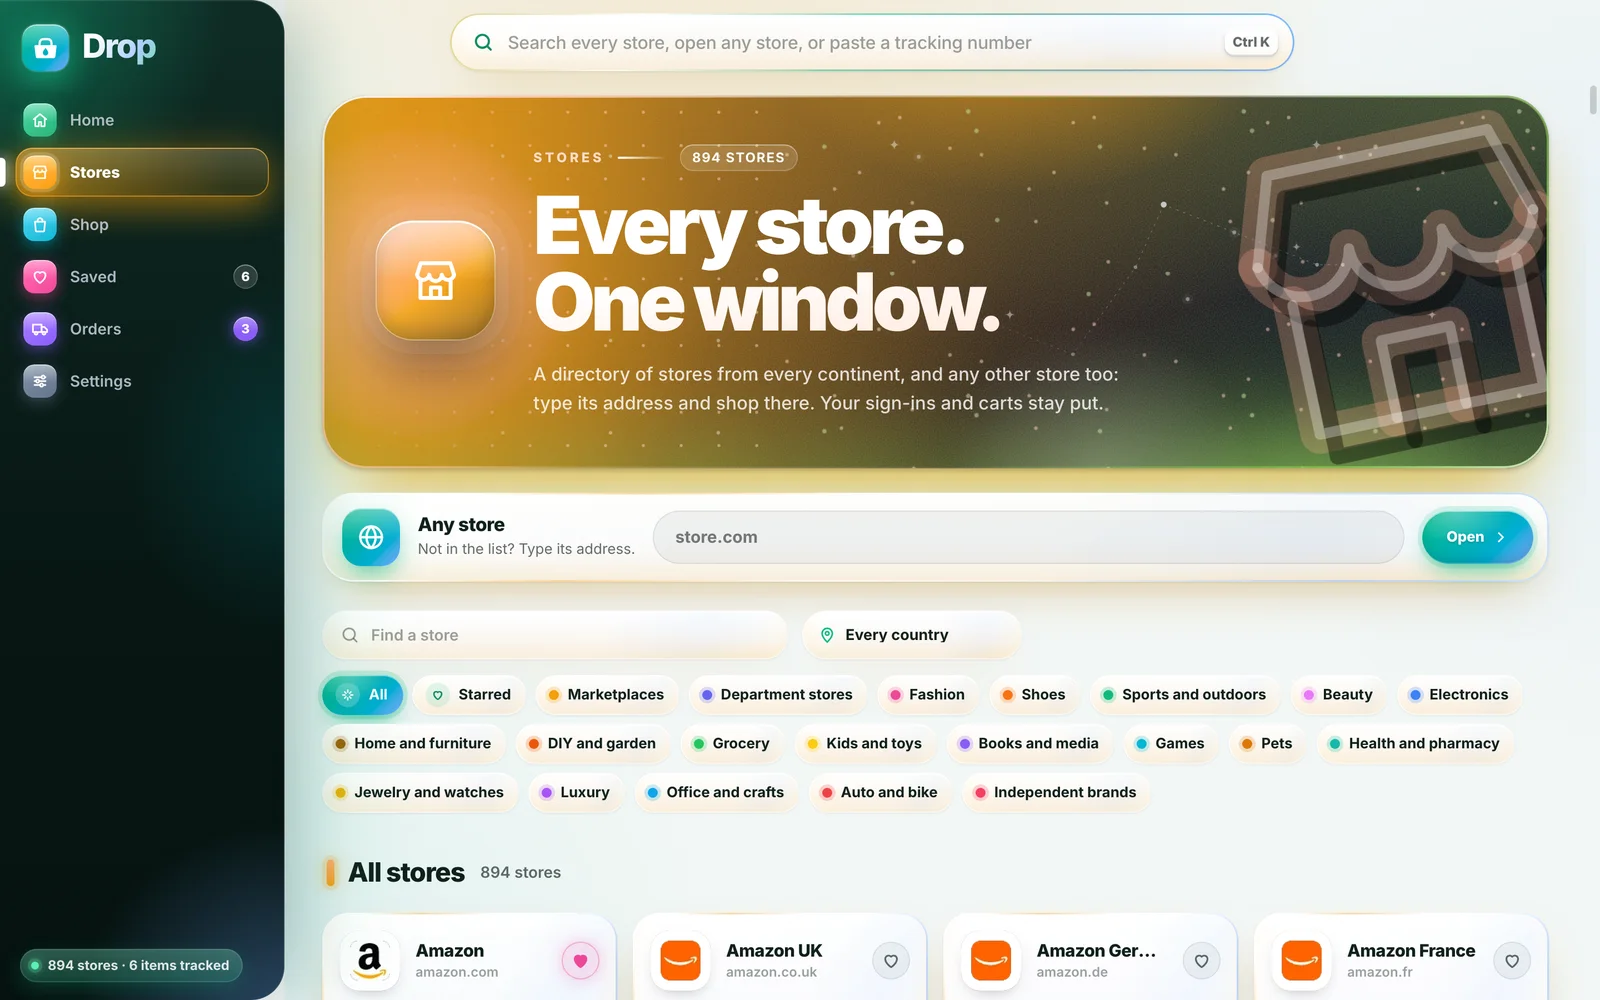 Drop
Home
Stores
Shop
Saved 6
Orders 3
Settings
894 stores · 6 items tracked
Search every store, open any store, or paste a tracking number
Ctrl K
STORES
894 STORES
Every store.
One window.
A directory of stores from every continent, and any other store too:
type its address and shop there. Your sign-ins and carts stay put.
Any store
Not in the list? Type its address.
store.com
Open
Find a store
Every country
All Starred Marketplaces Department stores Fashion Shoes Sports and outdoors Beauty Electronics
Home and furniture DIY and garden Grocery Kids and toys Books and media Games Pets Health and pharmacy
Jewelry and watches Luxury Office and crafts Auto and bike Independent brands
All stores 894 stores
a
Amazon
amazon.com
Amazon UK
amazon.co.uk
Amazon Ger...
amazon.de
Amazon France
amazon.fr